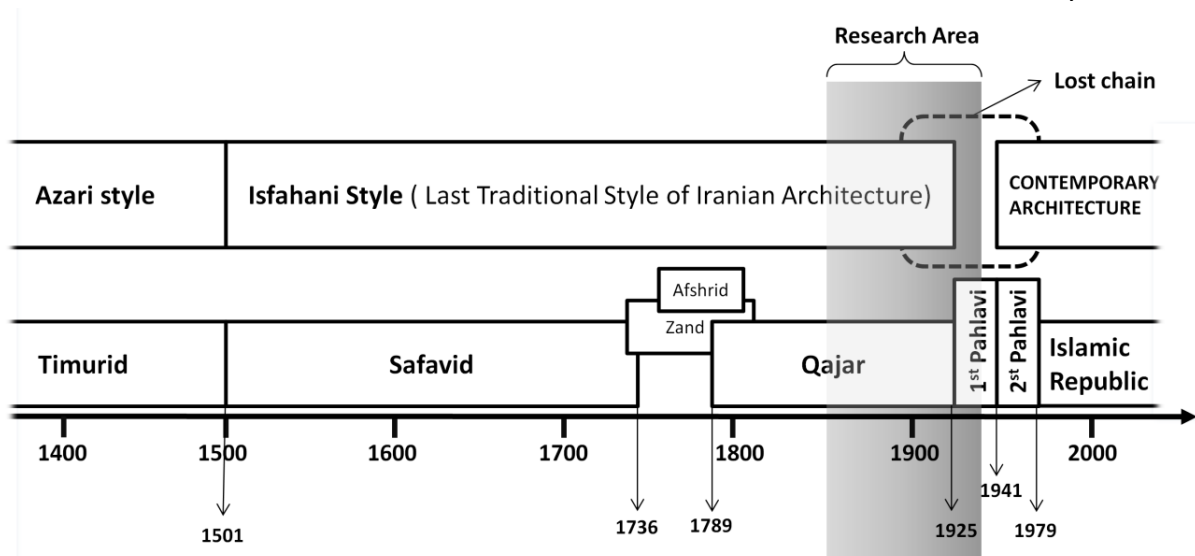 Research Area
Lost chain
Azari style
Isfahani Style ( Last Traditional Style of Iranian Architecture)
CONTEMPORARY
ARCHITECTURE
Afshrid
Zand
Timurid
Safavid
Qajar
1st Pahlavi
2st Pahlavi
Islamic
Republic
1400
1500
1600
1700
1800
1900
2000
1501
1736
1789
1925
1941
1979